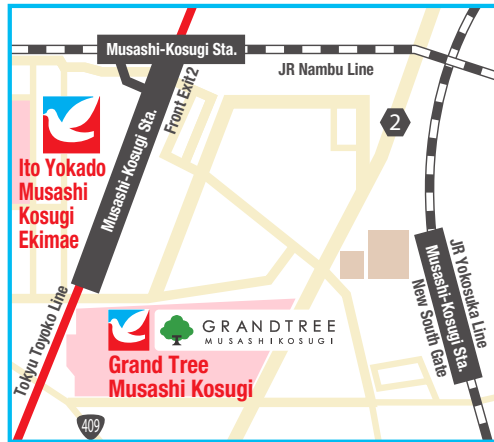 Musashi-Kosugi Sta.
JR Nambu Line
Front Exit2
Musashi-Kosugi Sta.
2
Ito Yokado
Musashi
Kosugi
Ekimae
JR Yokosuka Line
Musashi-Kosugi Sta.
New South Gate
Tokyu Toyoko Line
GRANDTREE
MUSASHIKOSUGI
Grand Tree
Musashi Kosugi
409